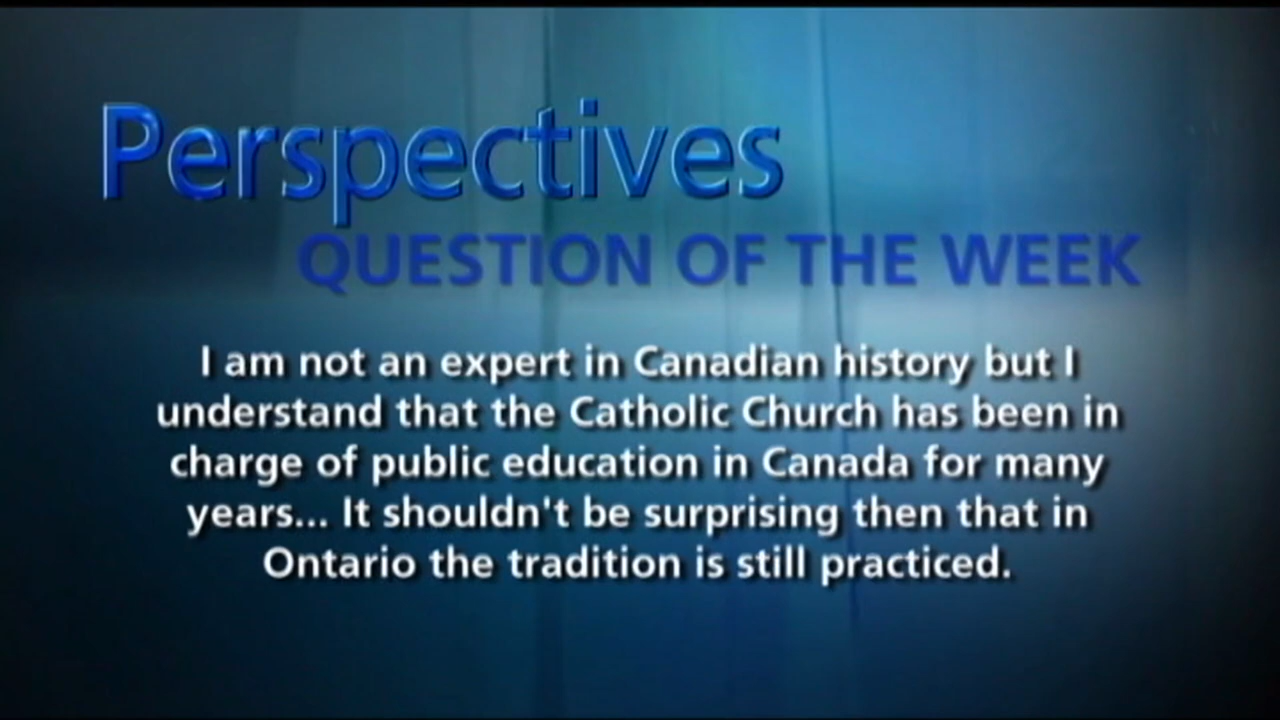 Perspectives
QUESTION OF THE WEEK
I am not an expert in Canadian history but I
understand that the Catholic Church has been in
charge of public education in Canada for many
years... It shouldn't be surprising then that in
Ontario the tradition is still practiced.